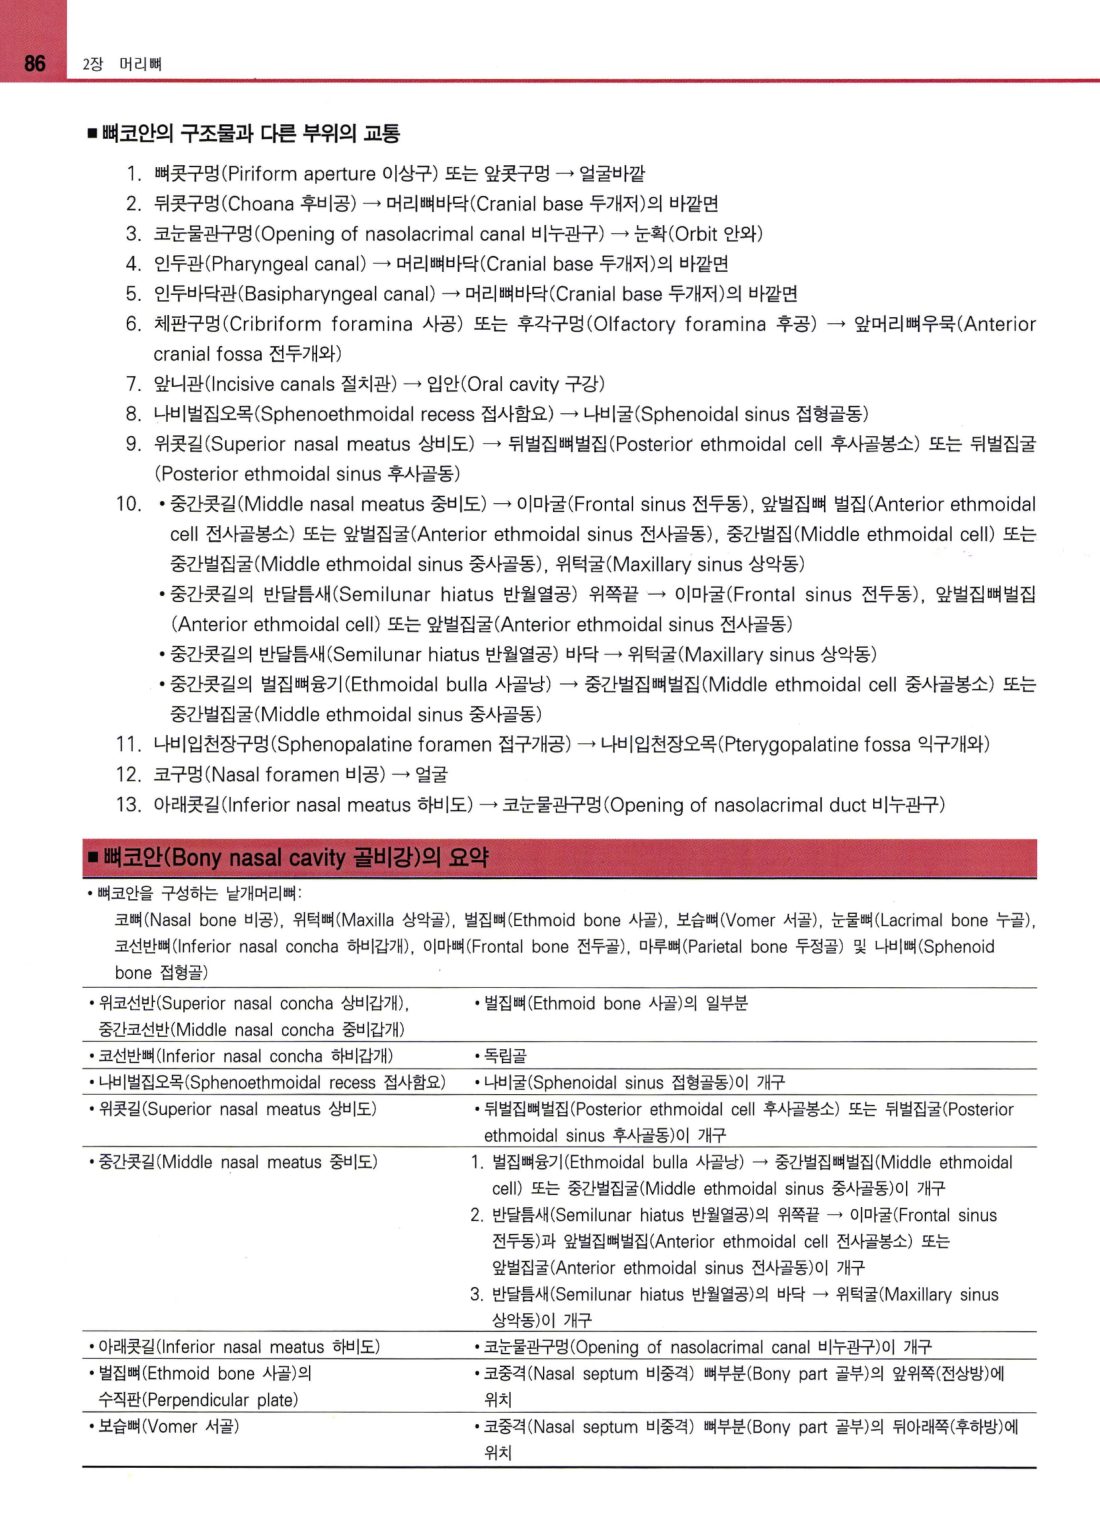 86 2장 머리뼈
■ 뼈코안의 구조물과 다른 부위의 교통
1. 뼈콧구멍(Piriform aperture 이상구) 또는 앞콧구멍 → 얼굴바깥
2. 뒤콧구멍(Choana 후비공) → 머리뼈바닥(Cranial base 두개저)의 바깥면
3. 코눈물관구멍(Opening of nasolacrimal canal 비누관구) → 눈확(Orbit 안와)
4. 인두관(Pharyngeal canal) → 머리뼈바닥(Cranial base 두개저)의 바깥면
5. 인두바닥관(Basipharyngeal canal) → 머리뼈바닥(Cranial base 두개저)의 바깥면
6. 체판구멍(Cribriform foramina 사공) 또는 후각구멍(Olfactory foramina 후공) → 앞머리뼈우묵(Anterior
cranial fossa 전두개와)
7. 앞니관(Incisive canals 절치관) → 입안(Oral cavity 구강)
8. 나비벌집오목(Sphenoethmoidal recess 접사함요) → 나비굴(Sphenoidal sinus 접형골동)
9. 위콧길(Superior nasal meatus 상비도) → 뒤벌집뼈벌집(Posterior ethmoidal cell 후사골봉소) 또는 뒤벌집굴
(Posterior ethmoidal sinus 후사골동)
10. • 중간콧길(Middle nasal meatus 중비도) → 이마굴(Frontal sinus 전두동), 앞벌집뼈 벌집(Anterior ethmoidal
cell 전사골봉소) 또는 앞벌집굴(Anterior ethmoidal sinus 전사골동), 중간벌집(Middle ethmoidal cell) 또는
중간벌집굴(Middle ethmoidal sinus 중사골동), 위턱굴(Maxillary sinus 상악동)
• 중간콧길의 반달틈새(Semilunar hiatus 반월열공) 위쪽끝 → 이마굴(Frontal sinus 전두동), 앞벌집뼈벌집
(Anterior ethmoidal cell) 또는 앞벌집굴(Anterior ethmoidal sinus 전사골동)
• 중간콧길의 반달틈새(Semilunar hiatus 반월열공) 바닥 → 위턱굴(Maxillary sinus 상악동)
• 중간콧길의 벌집뼈융기(Ethmoidal bulla 사골낭) → 중간벌집뼈벌집(Middle ethmoidal cell 중사골봉소) 또는
중간벌집굴(Middle ethmoidal sinus 중사골동)
11. 나비입천장구멍(Sphenopalatine foramen 접구개공) → 나비입천장오목(Pterygopalatine fossa 익구개와)
12. 코구멍(Nasal foramen 비공) → 얼굴
13. 아래콧길(Inferior nasal meatus 하비도) → 코눈물관구멍(Opening of nasolacrimal duct 비누관구)
■ 뼈코안(Bony nasal cavity 골비강)의 요약
• 뼈코안을 구성하는 낱개머리뼈:
코뼈(Nasal bone 비공), 위턱뼈(Maxilla 상악골), 벌집뼈(Ethmoid bone 사골), 보습뼈(Vomer 서골), 눈물뼈(Lacrimal bone 누골),
코선반뼈(Inferior nasal concha 하비갑개), 이마뼈(Frontal bone 전두골), 마루뼈(Parietal bone 두정골) 및 나비뼈(Sphenoid
bone 접형골)
• 위코선반(Superior nasal concha 상비갑개), • 벌집뼈(Ethmoid bone 사골)의 일부분
중간코선반(Middle nasal concha 중비갑개)
• 코선반뼈(Inferior nasal concha 하비갑개) • 독립골
• 나비벌집오목(Sphenoethmoidal recess 접사함요) • 나비굴(Sphenoidal sinus 접형골동)이 개구
• 위콧길(Superior nasal meatus 상비도) • 뒤벌집뼈벌집(Posterior ethmoidal cell 후사골봉소) 또는 뒤벌집굴(Posterior
ethmoidal sinus 후사골동)이 개구
• 중간콧길(Middle nasal meatus 중비도) 1. 벌집뼈융기(Ethmoidal bulla 사골낭) → 중간벌집뼈벌집(Middle ethmoidal
cell) 또는 중간벌집굴(Middle ethmoidal sinus 중사골동)이 개구
2. 반달틈새(Semilunar hiatus 반월열공)의 위쪽끝 → 이마굴(Frontal sinus
전두동)과 앞벌집뼈벌집(Anterior ethmoidal cell 전사골봉소) 또는
앞벌집굴(Anterior ethmoidal sinus 전사골동)이 개구
3. 반달틈새(Semilunar hiatus 반월열공)의 바닥 → 위턱굴(Maxillary sinus
상악동)이 개구
• 아래콧길(Inferior nasal meatus 하비도) • 코눈물관구멍(Opening of nasolacrimal canal 비누관구)이 개구
• 벌집뼈(Ethmoid bone 사골)의 • 코중격(Nasal septum 비중격) 뼈부분(Bony part 골부)의 앞위쪽(전상방)에
수직판(Perpendicular plate) 위치
• 보습뼈(Vomer 서골) • 코중격(Nasal septum 비중격) 뼈부분(Bony part 골부)의 뒤아래쪽(후하방)에
위치